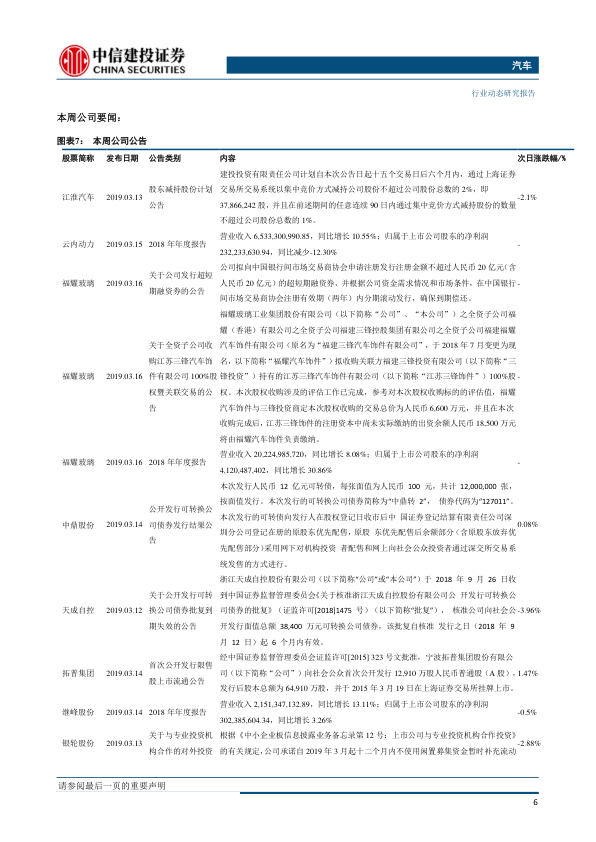 中信建投证券
CHINA SECURITIES
汽车
行业动态研究报告
本周公司要闻：
图表7： 本周公司公告
股票简称 发布日期 公告类别 内容 次日涨跌幅/%
江淮汽车 2019.03.13 股东减持股份计划公告 建投投资有限责任公司计划自本次公告日起十五个交易日后六个月内，通过上海证券
交易所交易系统以集中竞价方式减持公司股份不超过公司股份总数的 2%，即
37,866,242 股，并且在前述期间的任意连续 90 日内通过集中竞价方式减持股份的数量
不超过公司股份总数的 1%。
-2.1%
云内动力 2019.03.15 2018 年年度报告 营业收入 6,533,300,990.85，同比增长 10.55%；归属于上市公司股东的净利润
232,233,630.94，同比减少-12.30%
-
福耀玻璃 2019.03.16 关于公司发行超短期融资券的公告 公司拟向中国银行间市场交易商协会申请注册发行注册金额不超过人民币 20 亿元（含
人民币 20 亿元）的超短期融资券，并根据公司资金需求情况和市场条件，在中国银行
间市场交易商协会注册有效期（两年）内分期滚动发行，确保到期偿还。
-
福耀玻璃 2019.03.16 关于全资子公司收购江苏三锋汽车饰件有限公司 100%股权暨关联交易的公告 福耀玻璃工业集团股份有限公司（以下简称“公司”、“本公司”）之全资子公司福
耀（香港）有限公司之全资子公司福建三锋控股集团有限公司之全资子公司福建福耀
汽车饰件有限公司（原名为“福建三锋汽车饰件有限公司”，于 2018 年 7 月变更为现
名，以下简称“福耀汽车饰件”）拟收购关联方福建三锋投资有限公司（以下简称“三
锋投资”）持有的江苏三锋汽车饰件有限公司（以下简称“江苏三锋饰件”）100%股
权。本次股权收购涉及的评估工作已完成，参考对本次股权收购标的的评估值，福耀
汽车饰件与三锋投资商定本次股权收购的交易总价为人民币 6,600 万元，并且在本次
收购完成后，江苏三锋饰件的注册资本中尚未实际缴纳的出资余额人民币 18,500 万元
将由福耀汽车饰件负责缴纳。
-
福耀玻璃 2019.03.16 2018 年年度报告 营业收入 20,224,985,720，同比增长 8.08%；归属于上市公司股东的净利润
4,120,487,402，同比增长 30.86%
-
中鼎股份 2019.03.14 公开发行可转换公司债券发行结果公告 本次发行人民币 12 亿元可转债，每张面值为人民币 100 元，共计 12,000,000 张，
按面值发行。本次发行的可转换公司债券简称为“中鼎转 2”， 债券代码为“127011”。
本次发行的可转债向发行人在股权登记日收市后中 国证券登记结算有限责任公司深
圳分公司登记在册的原股东优先配售，原股 东优先配售后余额部分（含原股东放弃优
先配售部分）采用网下对机构投资 者配售和网上向社会公众投资者通过深交所交易系
统发售的方式进行。
0.08%
天成自控 2019.03.12 关于公开发行可转换公司债券批复到期失效的公告 浙江天成自控股份有限公司（以下简称“公司”或“本公司”）于 2018 年 9 月 26 日收
到中国证券监督管理委员会《关于核准浙江天成自控股份有限公司公 开发行可转换公
司债券的批复》（证监许可[2018]1475 号）（以下简称“批复”）， 核准公司向社会公
开发行面值总额 38,400 万元可转换公司债券，该批复自核准 发行之日（2018 年 9
月 12 日）起 6 个月内有效。
-3.96%
拓普集团 2019.03.14 首次公开发行限售股上市流通公告 经中国证券监督管理委员会证监许可[2015] 323 号文批准，宁波拓普集团股份有限公
司（以下简称“公司”）向社会公众首次公开发行 12,910 万股人民币普通股（A 股），
发行后股本总额为 64,910 万股，并于 2015 年 3 月 19 日在上海证券交易所挂牌上市。
1.47%
继峰股份 2019.03.14 2018 年年度报告 营业收入 2,151,347,132.89，同比增长 13.11%；归属于上市公司股东的净利润
302,385,604.34，同比增长 3.26%
-0.5%
银轮股份 2019.03.13 关于与专业投资机构合作的对外投资 根据《中小企业板信息披露业务备忘录第 12 号：上市公司与专业投资机构合作投资》
的有关规定，公司承诺自 2019 年 3 月起十二个月内不使用闲置募集资金暂时补充流动
-2.88%
请参阅最后一页的重要声明
6